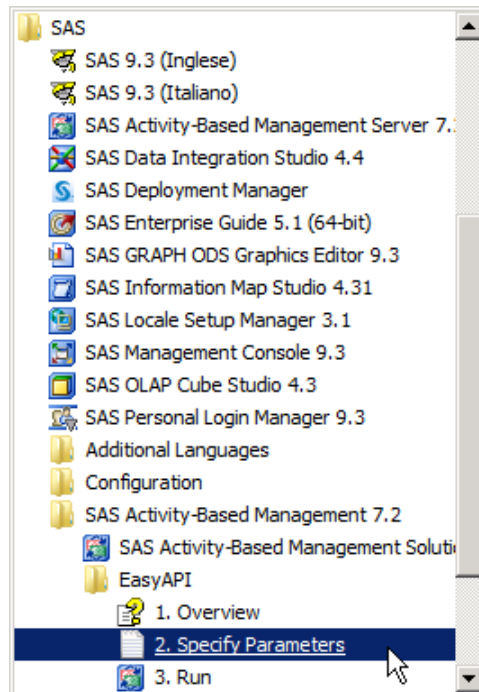 SAS
SAS 9.3 (Inglese)
SAS 9.3 (Italiano)
SAS Activity-Based Management Server 7.
SAS Data Integration Studio 4.4
SAS Deployment Manager
SAS Enterprise Guide 5.1 (64-bit)
SAS GRAPH ODS Graphics Editor 9.3
SAS Information Map Studio 4.31
SAS Locale Setup Manager 3.1
SAS Management Console 9.3
SAS OLAP Cube Studio 4.3
SAS Personal Login Manager 9.3
Additional Languages
Configuration
SAS Activity-Based Management 7.2
SAS Activity-Based Management Soluti
EasyAPI
1. Overview
2. Specify Parameters
3. Run